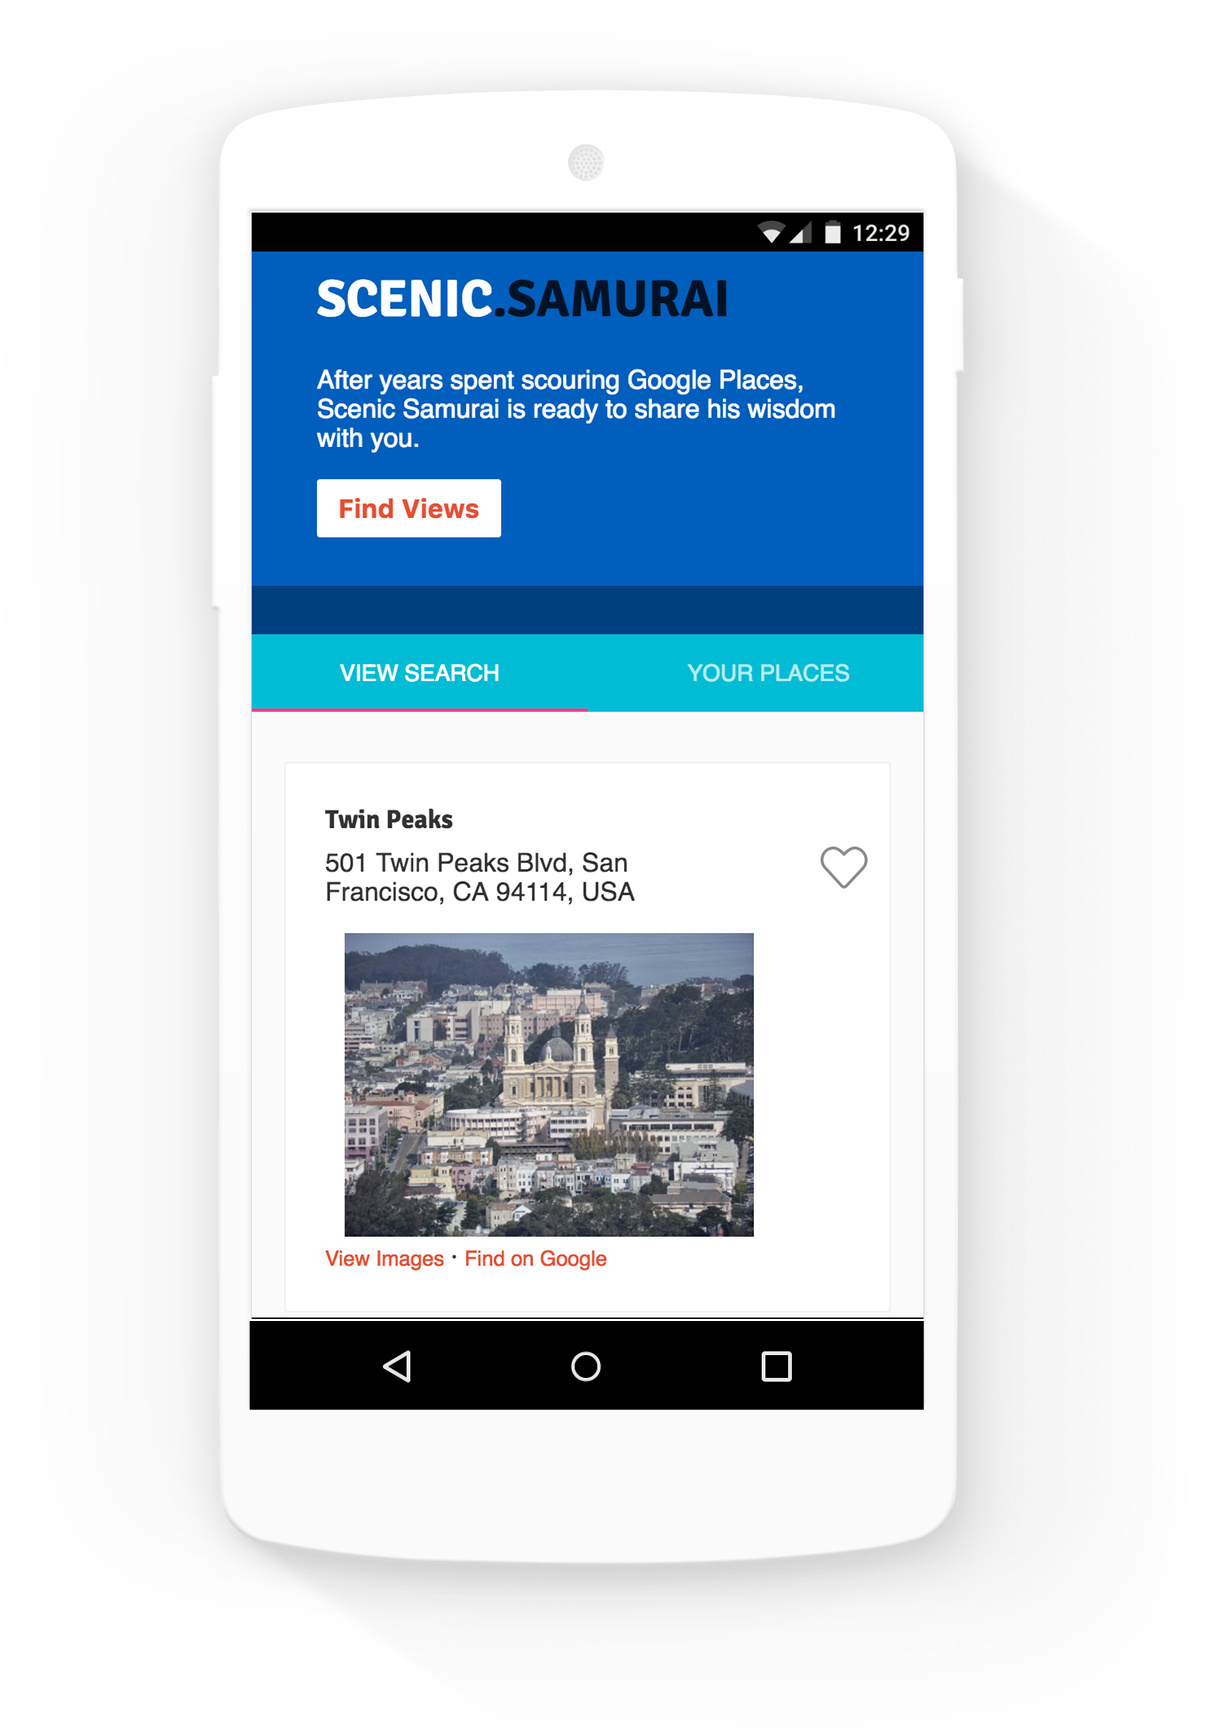 12:29
SCENIC.SAMURAI
After years spent scouring Google Places,
Scenic Samurai is ready to share his wisdom
with you.
Find Views
VIEW SEARCH
YOUR PLACES
Twin Peaks
501 Twin Peaks Blvd, San
Francisco, CA 94114, USA
View Images · Find on Google